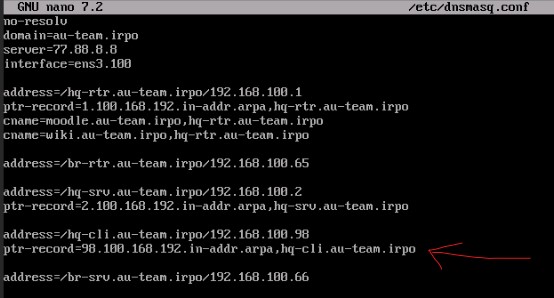 GNU nano 7.2 /etc/dnsmasq.conf
no-resolv
domain=au-team.irpo
server=77.88.8.8
interface=ens3.100
address=/hq-rtr.au-team.irpo/192.168.100.1
ptr-record=1.100.168.192.in-addr.arpa,hq-rtr.au-team.irpo
cname=moodle.au-team.irpo,hq-rtr.au-team.irpo
cname=wiki.au-team.irpo,hq-rtr.au-team.irpo
address=/br-rtr.au-team.irpo/192.168.100.65
address=/hq-srv.au-team.irpo/192.168.100.2
ptr-record=2.100.168.192.in-addr.arpa,hq-srv.au-team.irpo
address=/hq-cli.au-team.irpo/192.168.100.98
ptr-record=98.100.168.192.in-addr.arpa,hq-cli.au-team.irpo
address=/br-srv.au-team.irpo/192.168.100.66